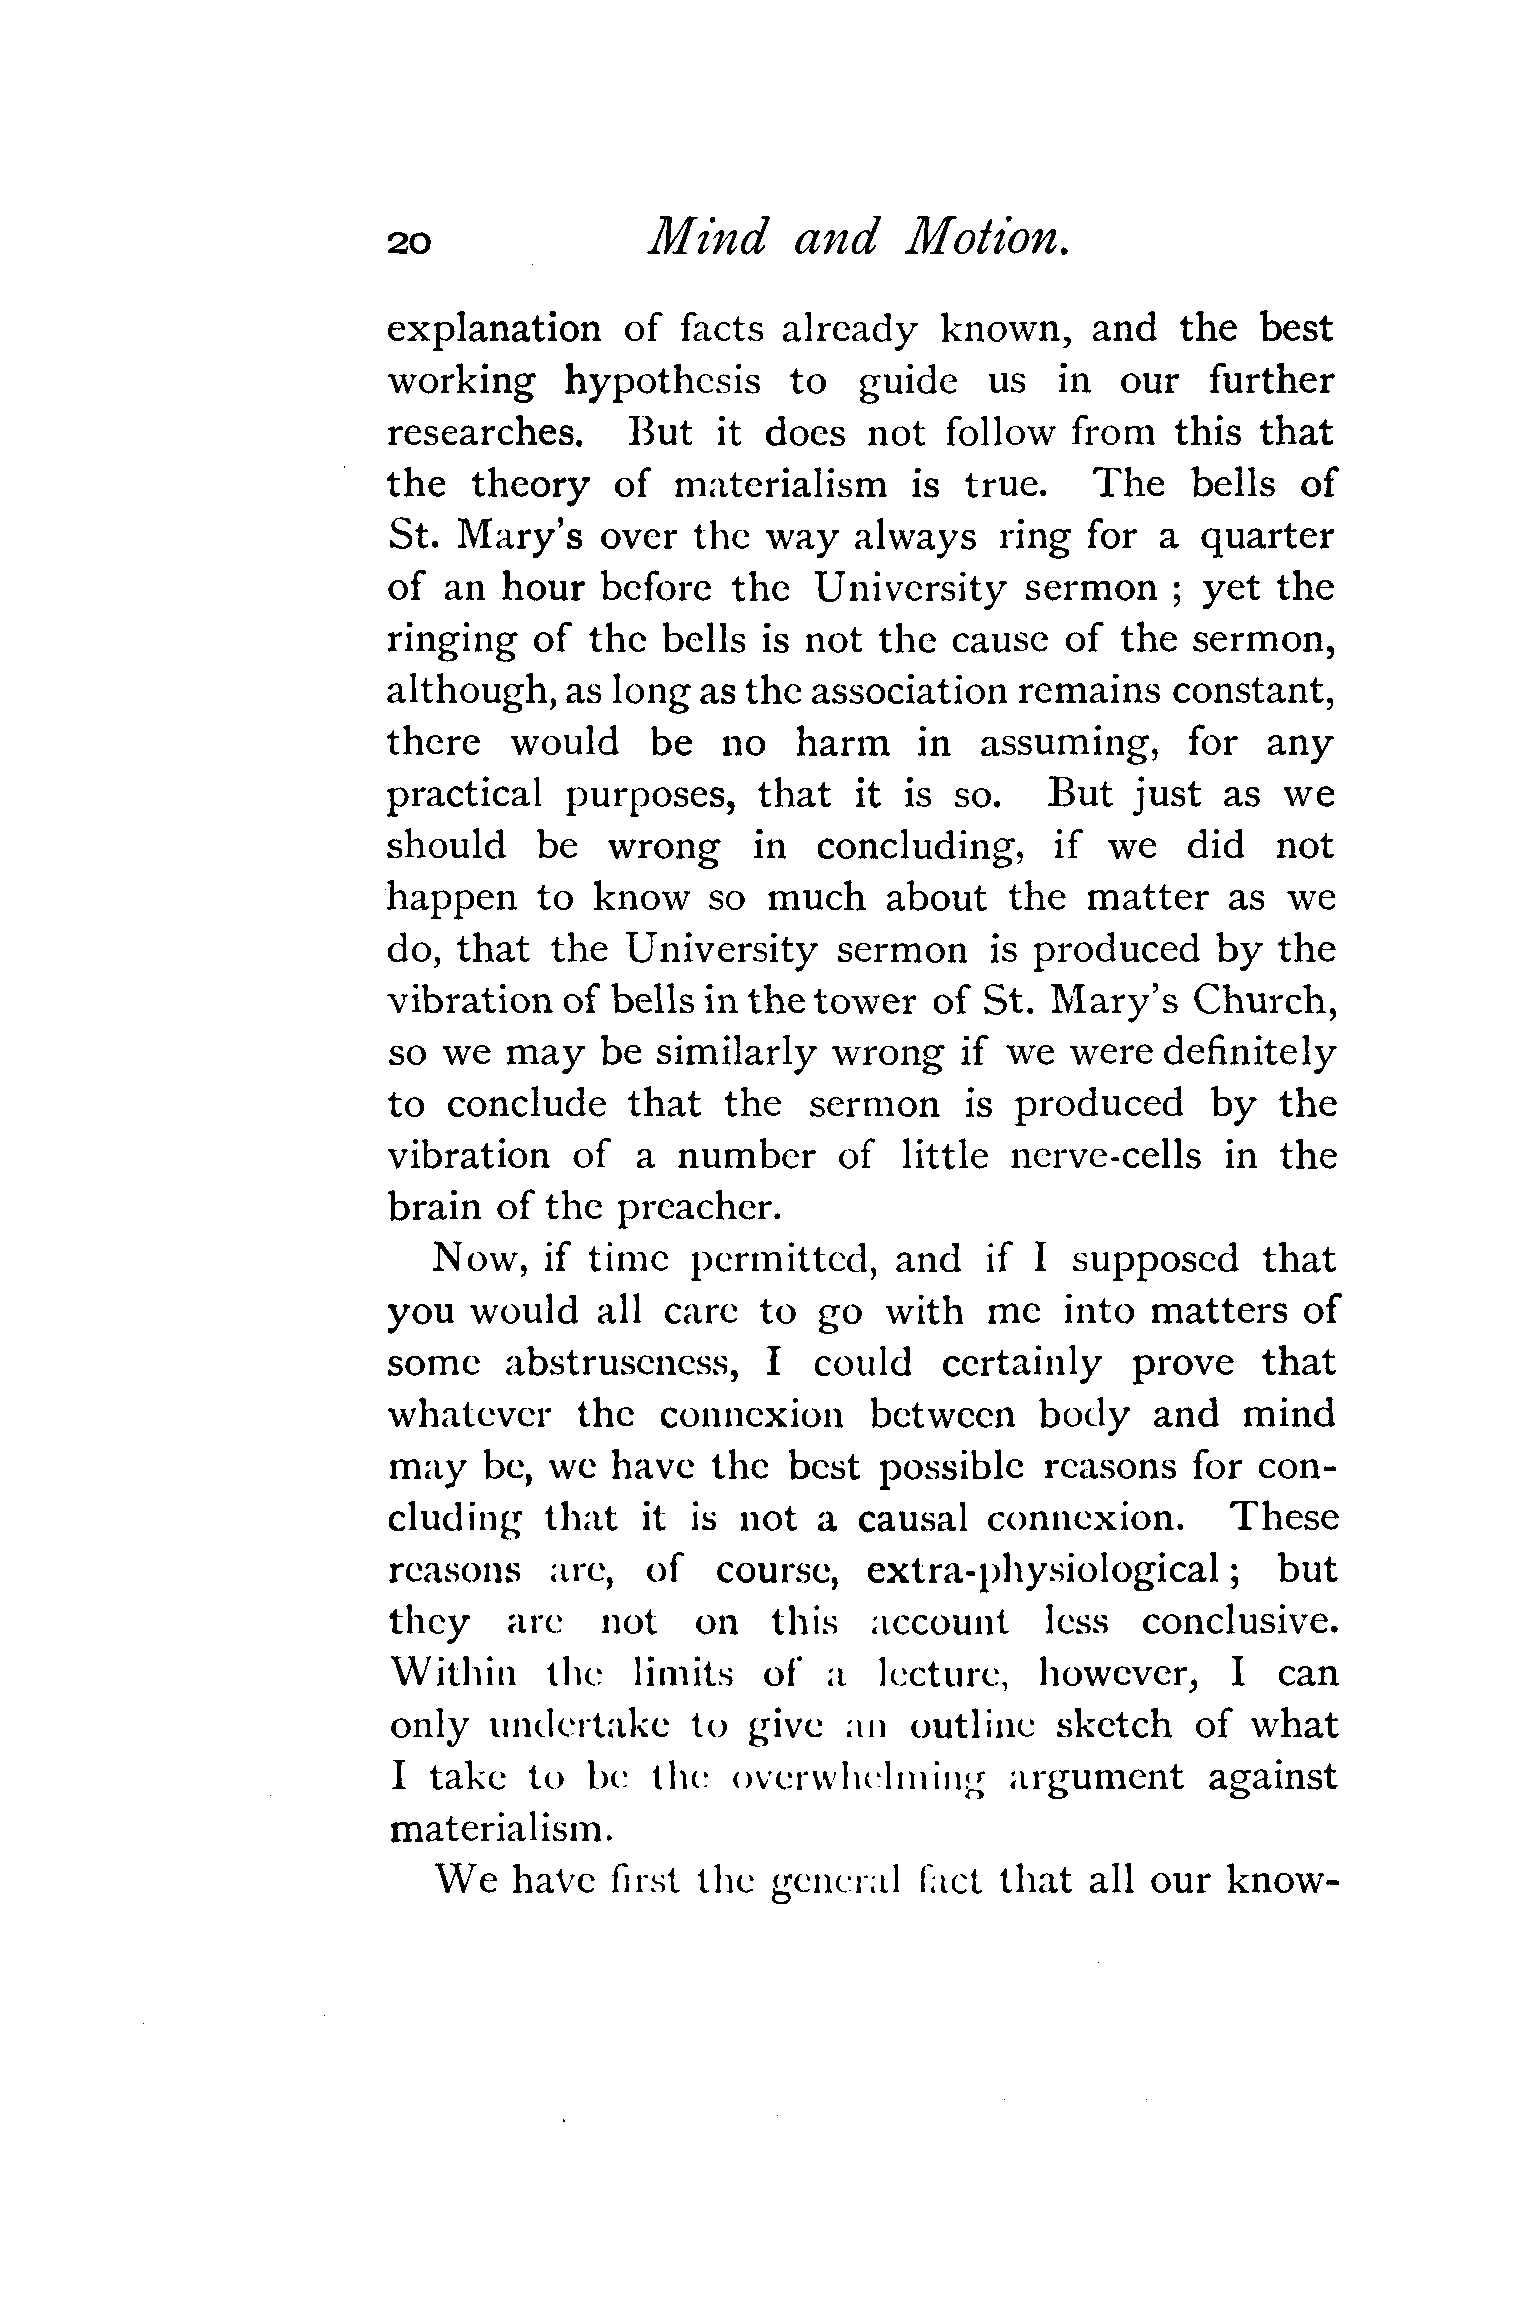 20 Mind and Motion.
explanation of facts already known, and the best
working hypothesis to guide us in our further
researches. But it does not follow from this that
the theory of materialism is true. The bells of
St. Mary's over the way always ring for a quarter
of an hour before the University sermon ; yet the
ringing of the bells is not the cause of the sermon,
although, as long as the association remains constant,
there would be no harm in assuming, for any
practical purposes, that it is so. But just as we
should be wrong in concluding, if we did not
happen to know so much about the matter as we
do, that the University sermon is produced by the
vibration of bells in the tower of St. Mary's Church,
so we may be similarly wrong if we were definitely
to conclude that the sermon is produced by the
vibration of a number of little nerve-cells in the
brain of the preacher.
Now, if time permitted, and if I supposed that
you would all care to go with me into matters of
some abstruseness, I could certainly prove that
whatever the connexion between body and mind
may be, we have the best possible reasons for con-
cluding that it is not a causal connexion. These
reasons are, of course, extra-physiological ; but
they are not on this account less conclusive.
Within the limits of a lecture, however, I can
only undertake to give an outline sketch of what
I take to be the overwhelming argument against
materialism.
We have first the general fact that all our know-